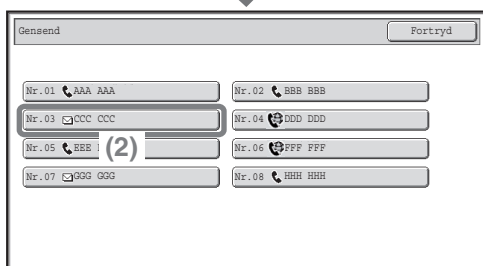 Gensend
Fortryd
Nr.01 AAA AAA
Nr.02 BBB BBB
Nr.03 CCC CCC
Nr.04 DDD DDD
Nr.05 EEE
(2)
Nr.06 FFF FFF
Nr.07 GGG GGG
Nr.08 HHH HHH